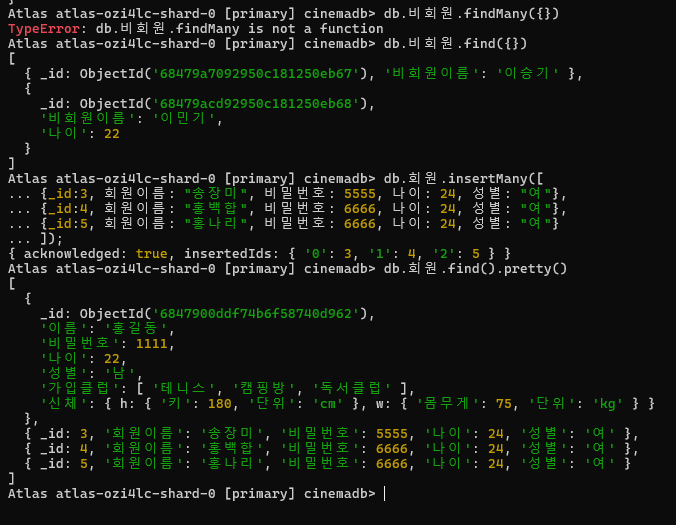 Atlas atlas-ozi4lc-shard-0 [primary] cinemadb> db.비회원.findMany({})
TypeError: db.비회원.findMany is not a function
Atlas atlas-ozi4lc-shard-0 [primary] cinemadb> db.비회원.find({})
[
  { _id: ObjectId('68479a7092950c181250eb67'), '비회원이름': '이승기' },
  {
    _id: ObjectId('68479acd92950c181250eb68'),
    '비회원이름': '이민기',
    '나이': 22
  }
]
Atlas atlas-ozi4lc-shard-0 [primary] cinemadb> db.회원.insertMany([
... {_id:3, 회원이름: "송장미", 비밀번호: 5555, 나이: 24, 성별: "여"},
... {_id:4, 회원이름: "홍백합", 비밀번호: 6666, 나이: 24, 성별: "여"},
... {_id:5, 회원이름: "홍나리", 비밀번호: 6666, 나이: 24, 성별: "여"}
... ]);
{ acknowledged: true, insertedIds: { '0': 3, '1': 4, '2': 5 } }
Atlas atlas-ozi4lc-shard-0 [primary] cinemadb> db.회원.find().pretty()
[
  {
    _id: ObjectId('6847900ddf74b6f58740d962'),
    '이름': '홍길동',
    '비밀번호': 1111,
    '나이': 22,
    '성별': '남',
    '가입클럽': [ '테니스', '캠핑방', '독서클럽' ],
    '신체': { h: { '키': 180, '단위': 'cm' }, w: { '몸무게': 75, '단위': 'kg' } }
  },
  { _id: 3, '회원이름': '송장미', '비밀번호': 5555, '나이': 24, '성별': '여' },
  { _id: 4, '회원이름': '홍백합', '비밀번호': 6666, '나이': 24, '성별': '여' },
  { _id: 5, '회원이름': '홍나리', '비밀번호': 6666, '나이': 24, '성별': '여' }
]
Atlas atlas-ozi4lc-shard-0 [primary] cinemadb>